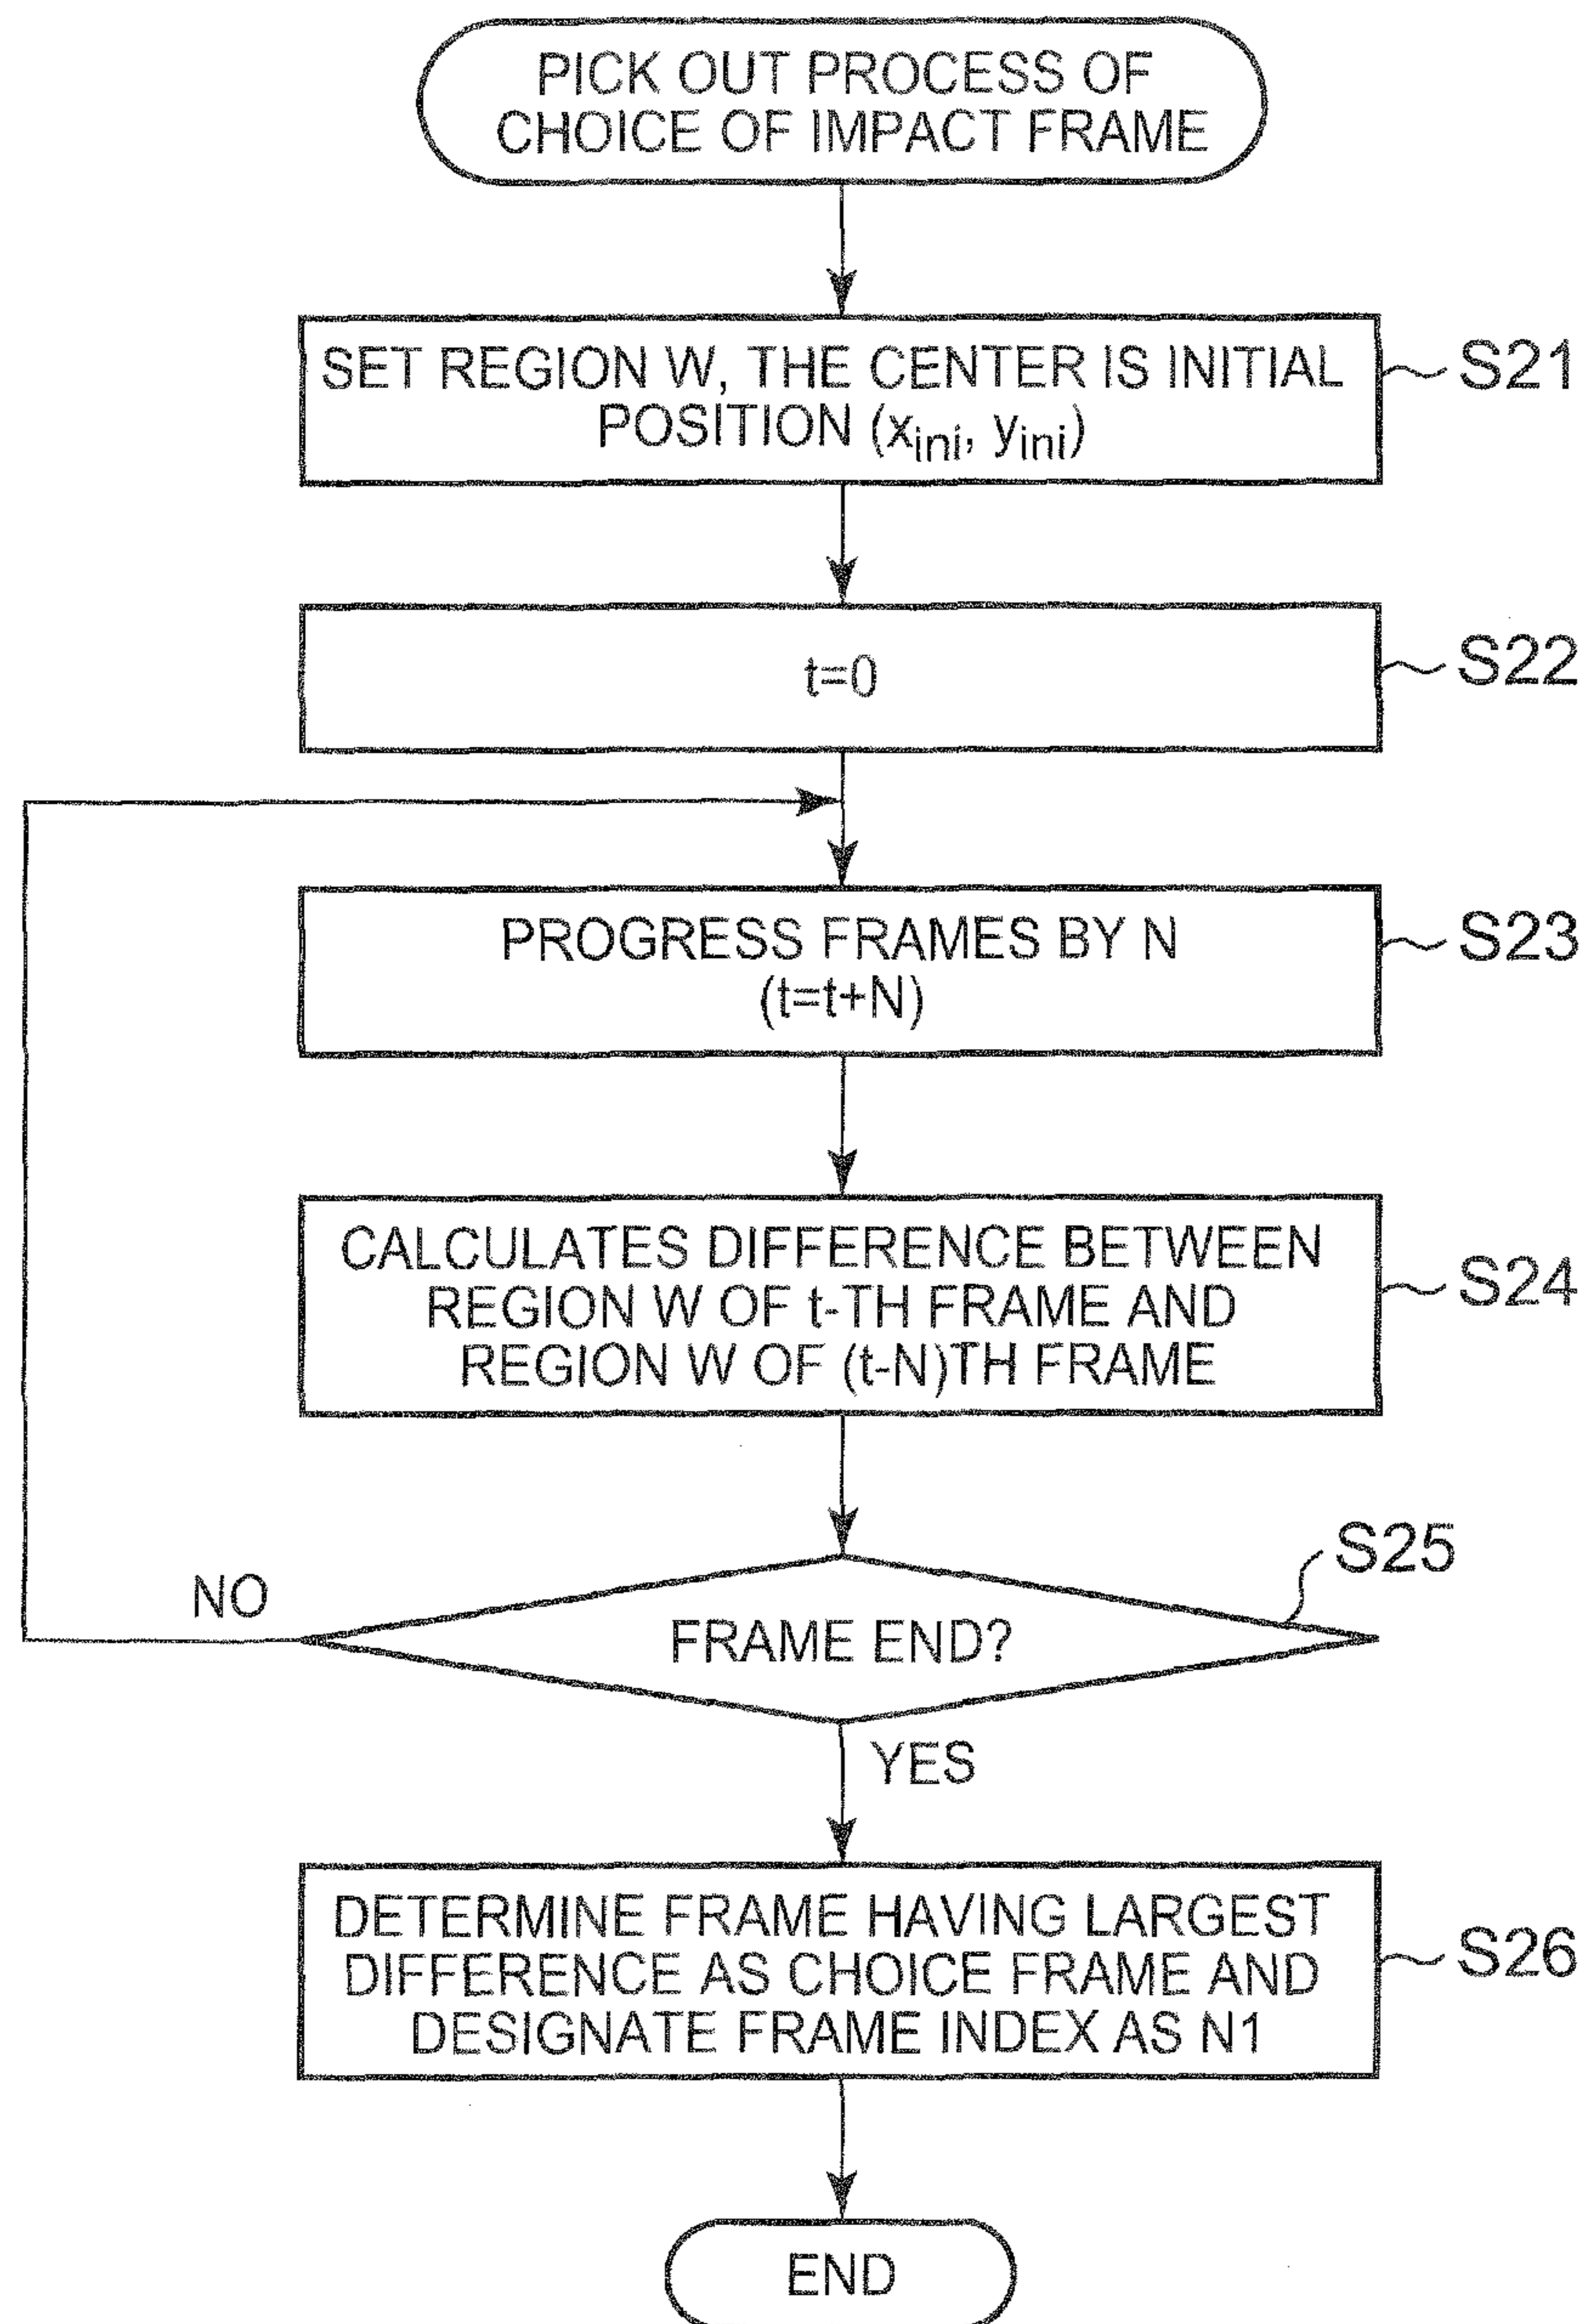 PICK OUT PROCESS OF
CHOICE OF IMPACT FRAME
SET REGION W, THE CENTER IS INITIAL
POSITION (xini, yini)
S21
t=0
S22
PROGRESS FRAMES BY N
(t=t+N)
S23
CALCULATES DIFFERENCE BETWEEN
REGION W OF t-TH FRAME AND
REGION W OF (t-N)TH FRAME
S24
S25
NO
FRAME END?
YES
DETERMINE FRAME HAVING LARGEST
DIFFERENCE AS CHOICE FRAME AND
DESIGNATE FRAME INDEX AS N1
S26
END